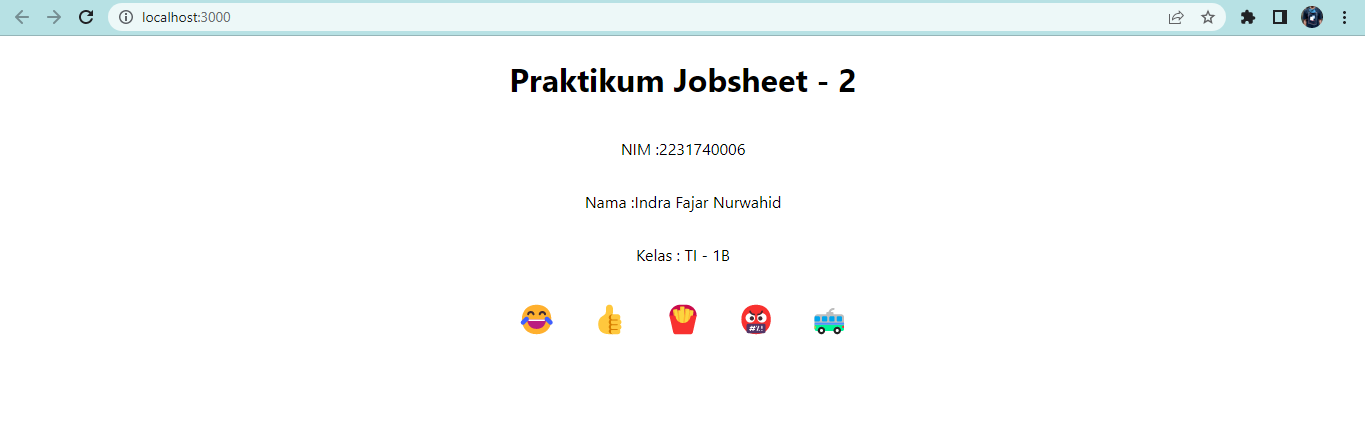 localhost:3000
Praktikum Jobsheet - 2
NIM :2231740006
Nama :Indra Fajar Nurwahid
Kelas : TI - 1B
#?!